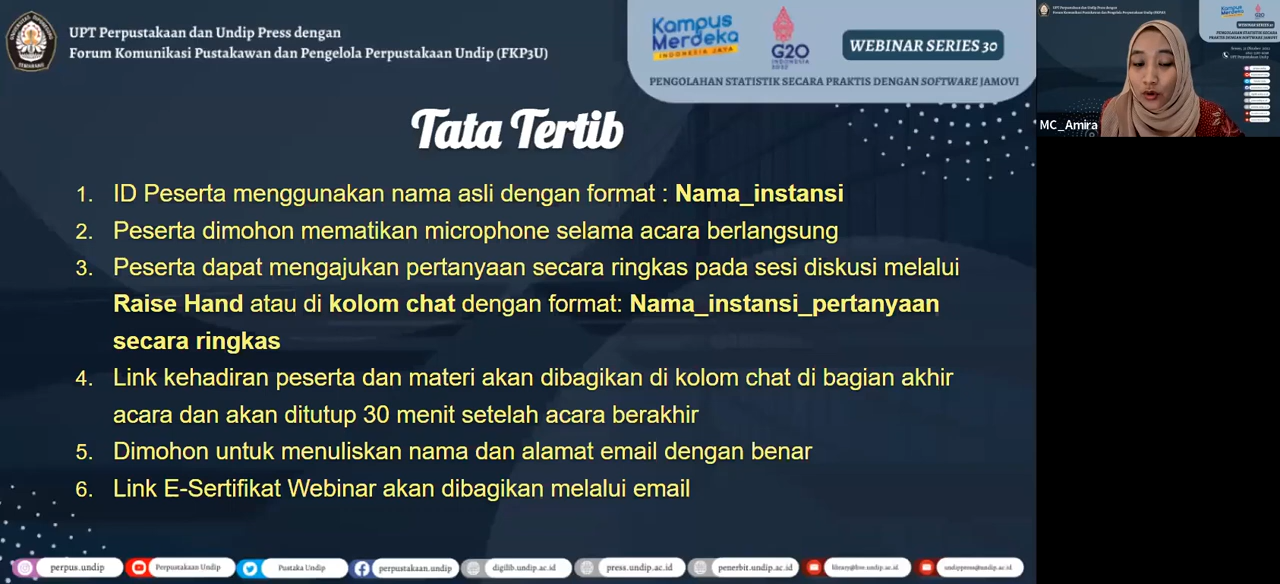 UPT Perpustakaan dan Undip Press dengan
Forum Komunikasi Pustakawan dan Pengelola Perpustakaan Undip (FKP3U)
Kampus
Merdeka
INDONESIA JAYA
G20
INDONESIA
WEBINAR SERIES 30
PENGOLAHAN STATISTIK SECARA PRAKTIS DENGAN SOFTWARE JAMOVI
MC_Amira
Tata Tertib
1. ID Peserta menggunakan nama asli dengan format : Nama_instansi
2. Peserta dimohon mematikan microphone selama acara berlangsung
3. Peserta dapat mengajukan pertanyaan secara ringkas pada sesi diskusi melalui
Raise Hand atau di kolom chat dengan format: Nama_instansi_pertanyaan
secara ringkas
4. Link kehadiran peserta dan materi akan dibagikan di kolom chat di bagian akhir
acara dan akan ditutup 30 menit setelah acara berakhir
5. Dimohon untuk menuliskan nama dan alamat email dengan benar
6. Link E-Sertifikat Webinar akan dibagikan melalui email
perpus.undip
Perpustakaan Undip
Pustaka Undip
perpustakaan.undip
digilib.undip.ac.id
press.undip.ac.id
penerbit.undip.ac.id
library@live.undip.ac.id
undippress@undip.ac.id